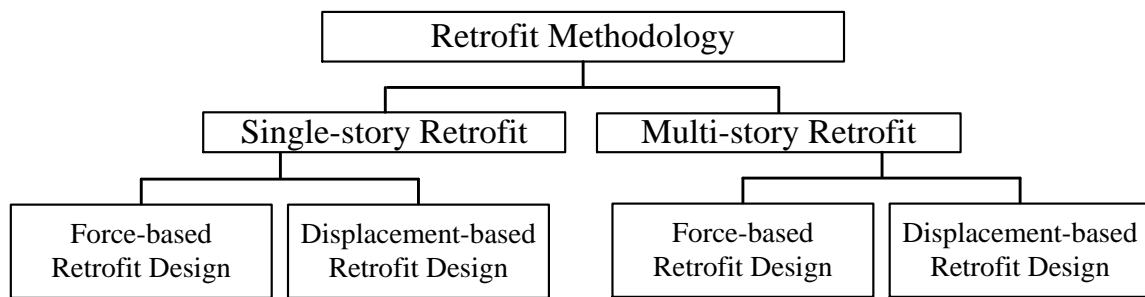 Retrofit Methodology
Single-story Retrofit
Multi-story Retrofit
Force-based
Retrofit Design
Displacement-based
Retrofit Design
Force-based
Retrofit Design
Displacement-based
Retrofit Design